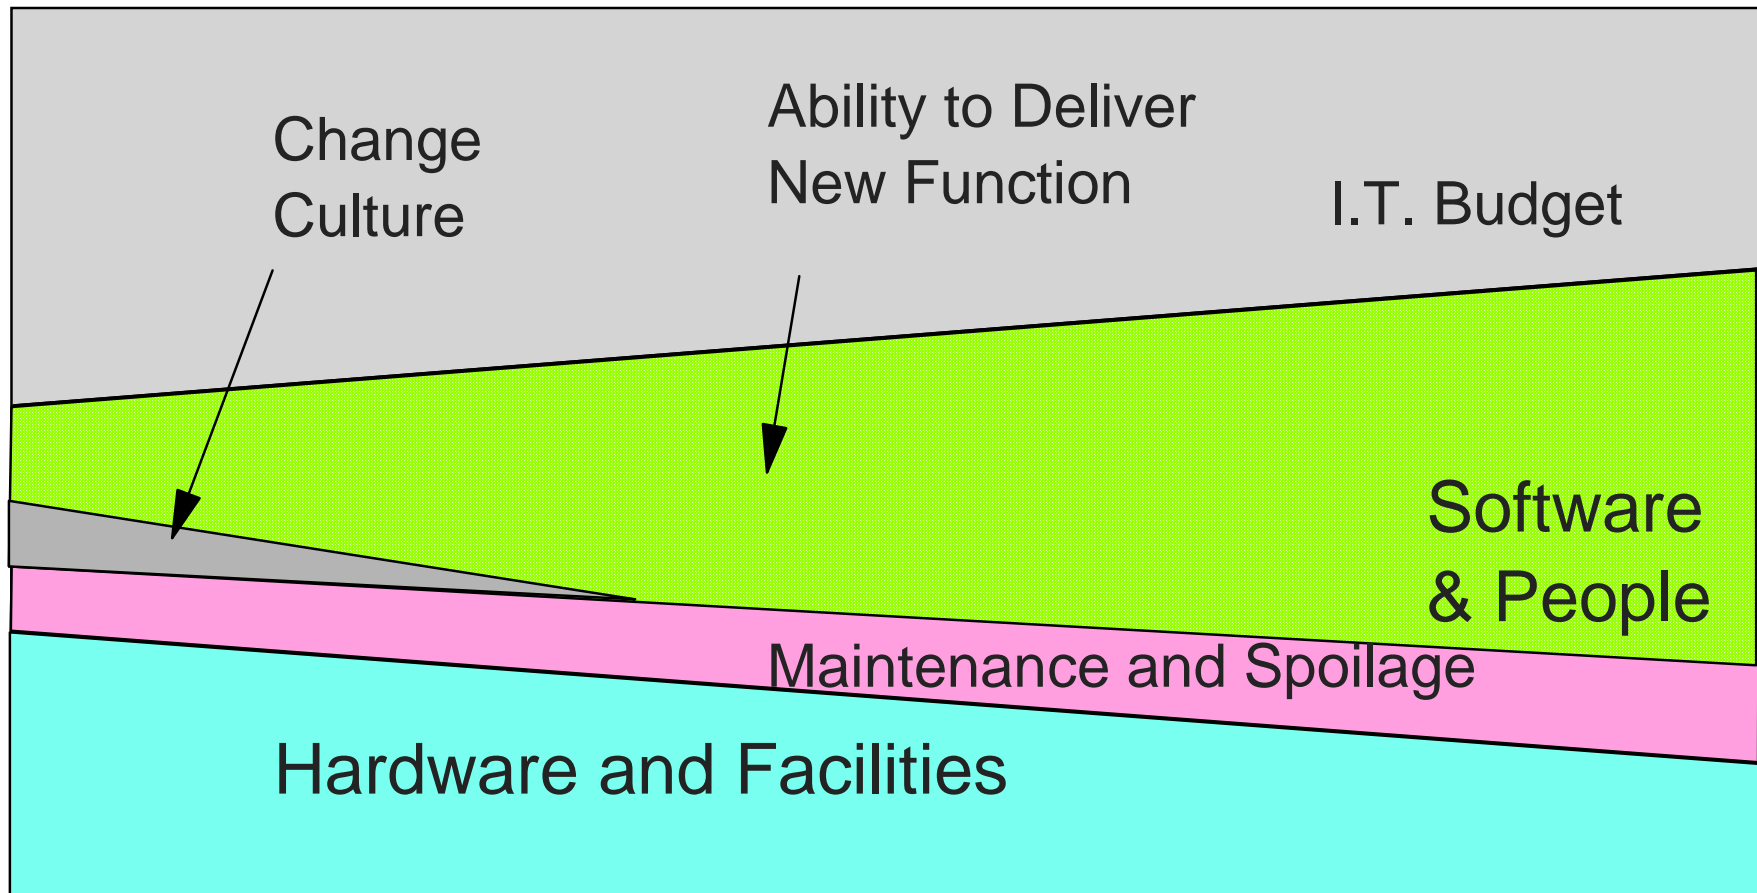 Change
Culture
Ability to Deliver
New Function
I.T. Budget
Software
& People
Maintenance and Spoilage
Hardware and Facilities